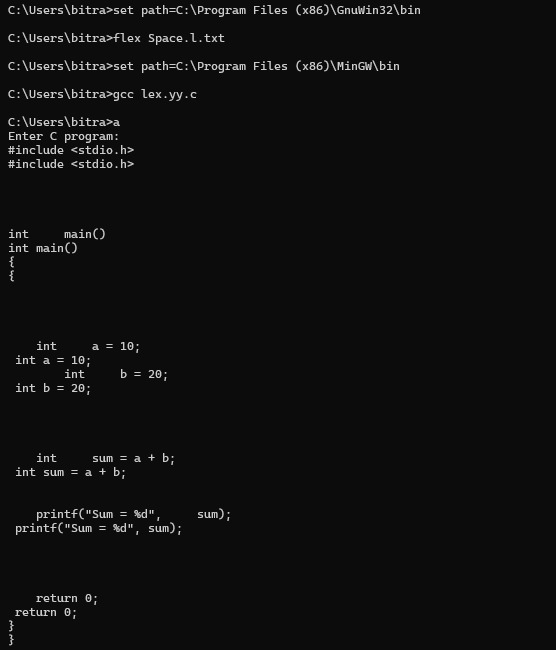 C:\Users\bitra>set path=C:\Program Files (x86)\GnuWin32\bin
C:\Users\bitra>flex Space.l.txt
C:\Users\bitra>set path=C:\Program Files (x86)\MinGW\bin
C:\Users\bitra>gcc lex.yy.c
C:\Users\bitra>a
Enter C program:
#include <stdio.h>
#include <stdio.h>
int     main()
int main()
{
{
    int     a = 10;
 int a = 10;
        int     b = 20;
 int b = 20;
    int     sum = a + b;
 int sum = a + b;
    printf("Sum = %d",     sum);
 printf("Sum = %d", sum);
    return 0;
 return 0;
}
}